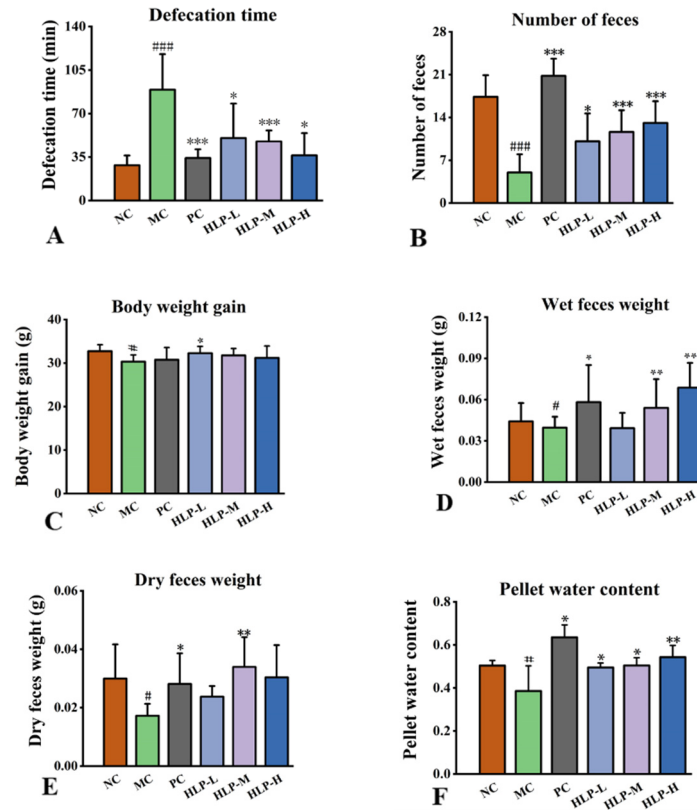 Defecation time
Defecation time (min)
140
105
70
35
0
###
***
*
***
*
NC
MC
PC
HLP-L
HLP-M
HLP-H
A
Number of feces
Number of feces
28
21
14
7
0
###
***
*
***
***
NC
MC
PC
HLP-L
HLP-M
HLP-H
B
Body weight gain
Body weight gain (g)
40
30
20
10
0
#
*
NC
MC
PC
HLP-L
HLP-M
HLP-H
C
Wet feces weight
Wet feces weight (g)
0.12
0.09
0.06
0.03
0.00
#
*
**
**
NC
MC
PC
HLP-L
HLP-M
HLP-H
D
Dry feces weight
Dry feces weight (g)
0.06
0.04
0.02
0.00
#
*
**
NC
MC
PC
HLP-L
HLP-M
HLP-H
E
Pellet water content
Pellet water content
0.8
0.6
0.4
0.2
0.0
#
*
*
*
**
NC
MC
PC
HLP-L
HLP-M
HLP-H
F